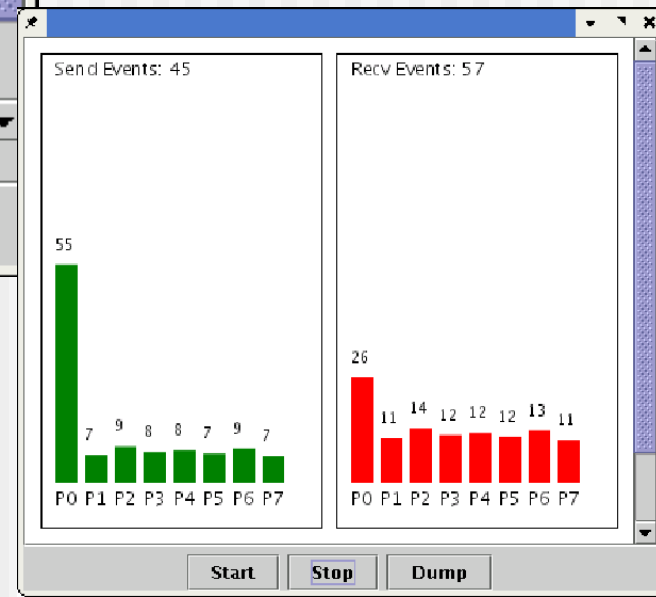 Send Events: 45
55
7 9 8 8 7 9 7
P0 P1 P2 P3 P4 P5 P6 P7
Recv Events: 57
26
11 14 12 12 12 13 11
P0 P1 P2 P3 P4 P5 P6 P7
Start Stop Dump